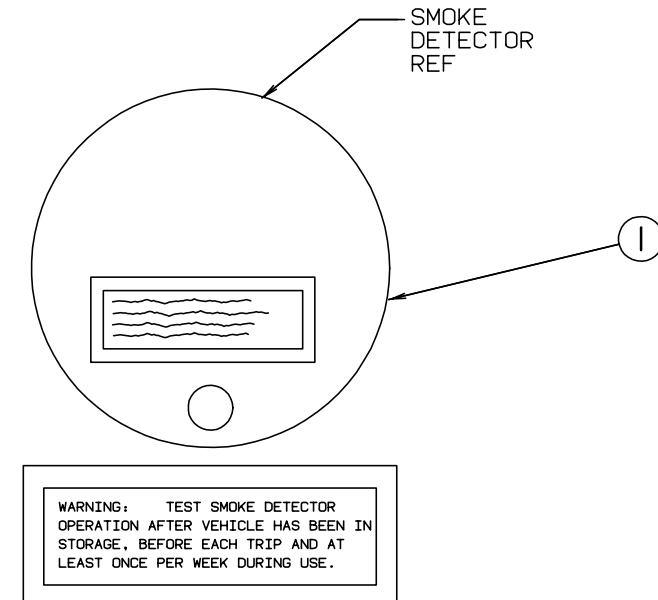 SMOKE
DETECTOR
REF
1
WARNING: TEST SMOKE DETECTOR
OPERATION AFTER VEHICLE HAS BEEN IN
STORAGE, BEFORE EACH TRIP AND AT
LEAST ONCE PER WEEK DURING USE.